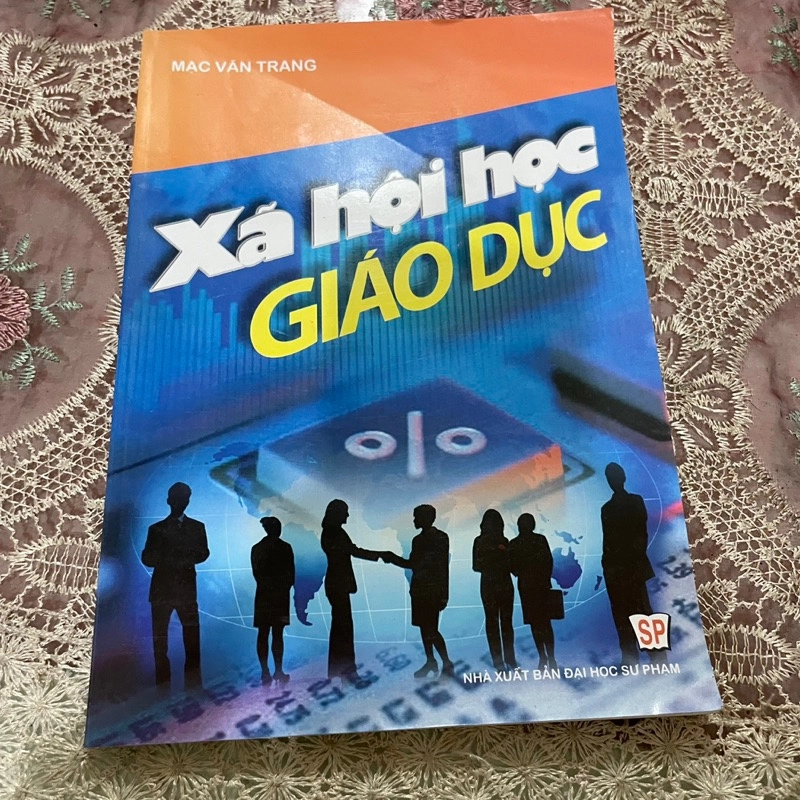 MẠC VĂN TRANG
Xã hội học
GIÁO DỤC
o|o
SP
NHÀ XUẤT BẢN ĐẠI HỌC SƯ PHẠM